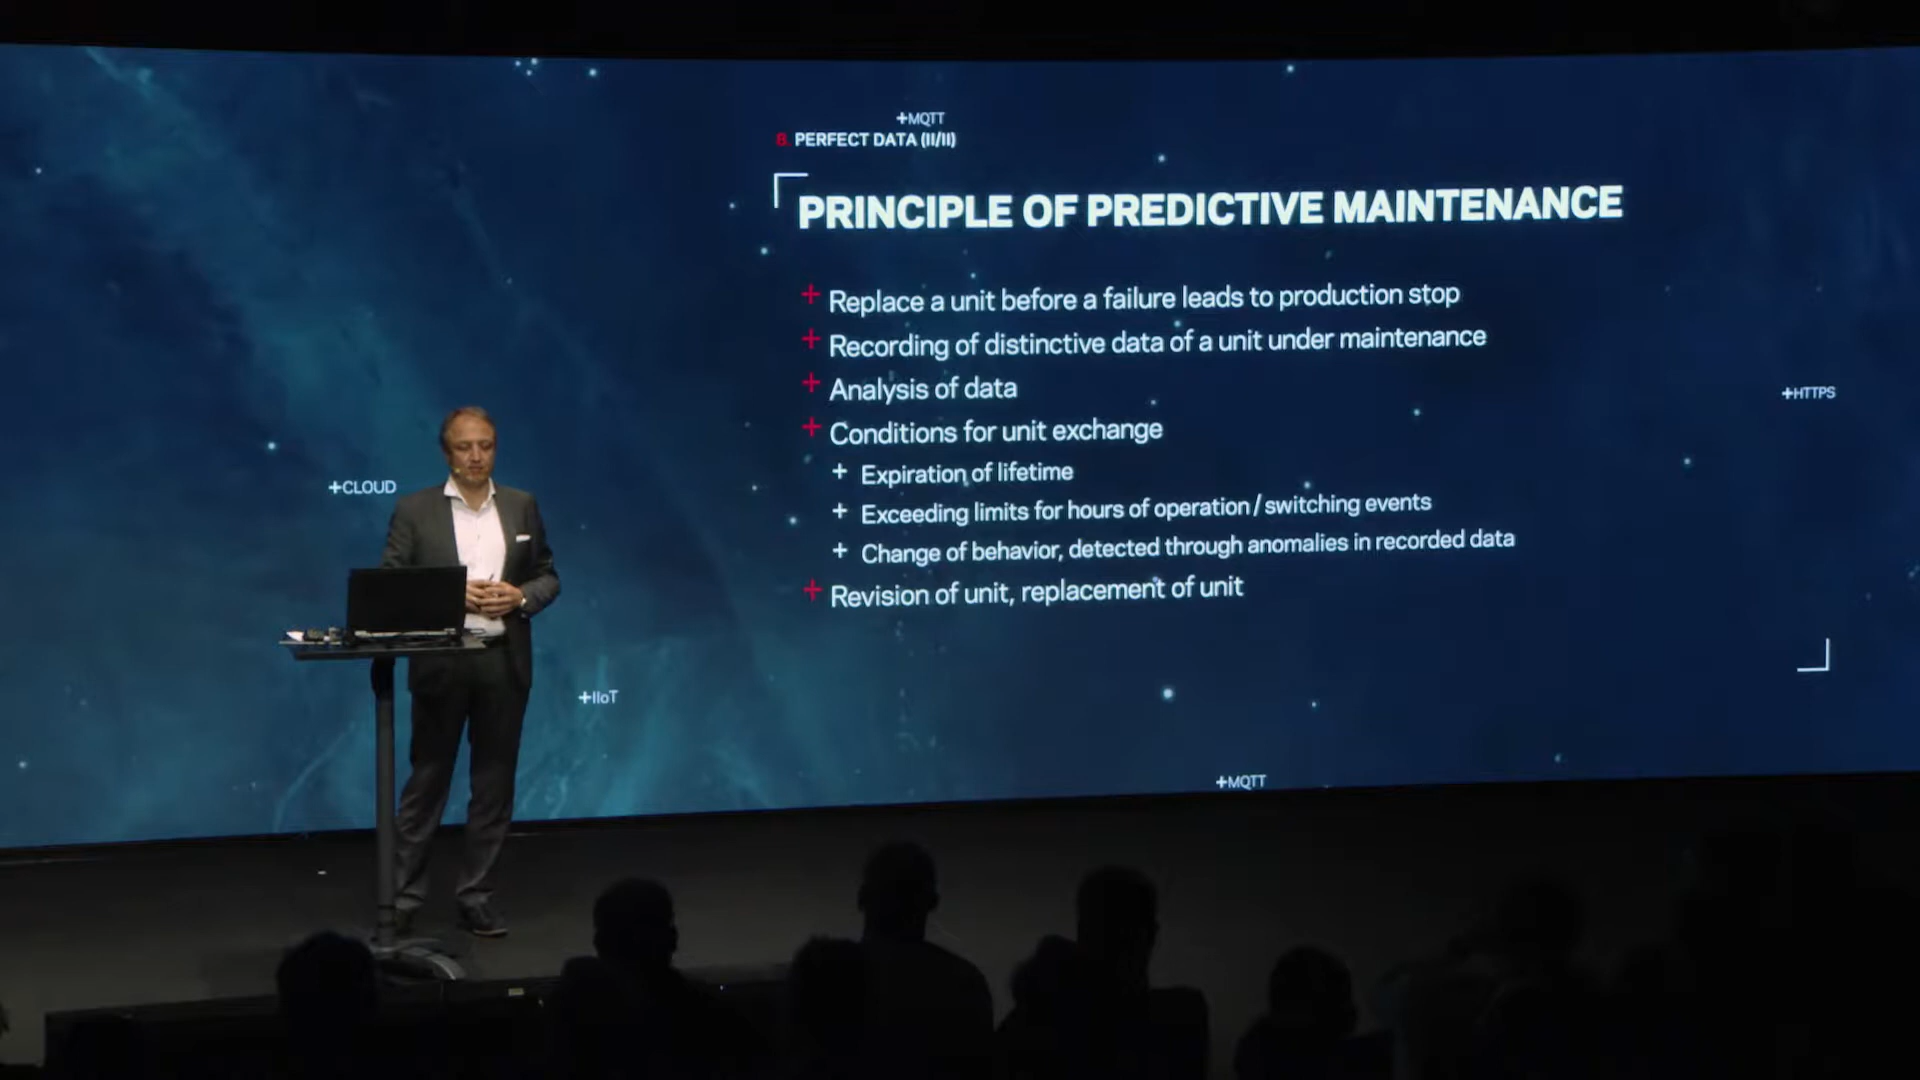 +MQTT
8. PERFECT DATA (II/II)
PRINCIPLE OF PREDICTIVE MAINTENANCE
+ Replace a unit before a failure leads to production stop
+ Recording of distinctive data of a unit under maintenance
+ Analysis of data
+ Conditions for unit exchange
+ Expiration of lifetime
+ Exceeding limits for hours of operation / switching events
+ Change of behavior, detected through anomalies in recorded data
+ Revision of unit, replacement of unit
+HTTPS
+CLOUD
+IIoT
+MQTT